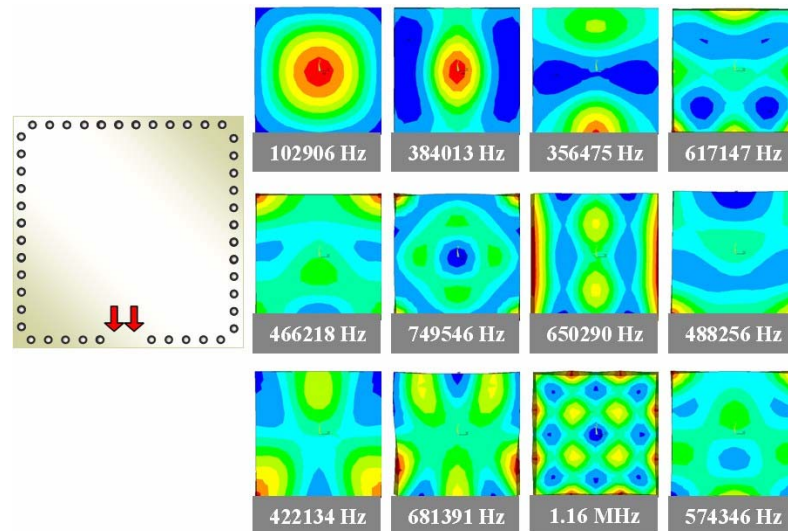 102906 Hz
384013 Hz
356475 Hz
617147 Hz
466218 Hz
749546 Hz
650290 Hz
488256 Hz
422134 Hz
681391 Hz
1.16 MHz
574346 Hz